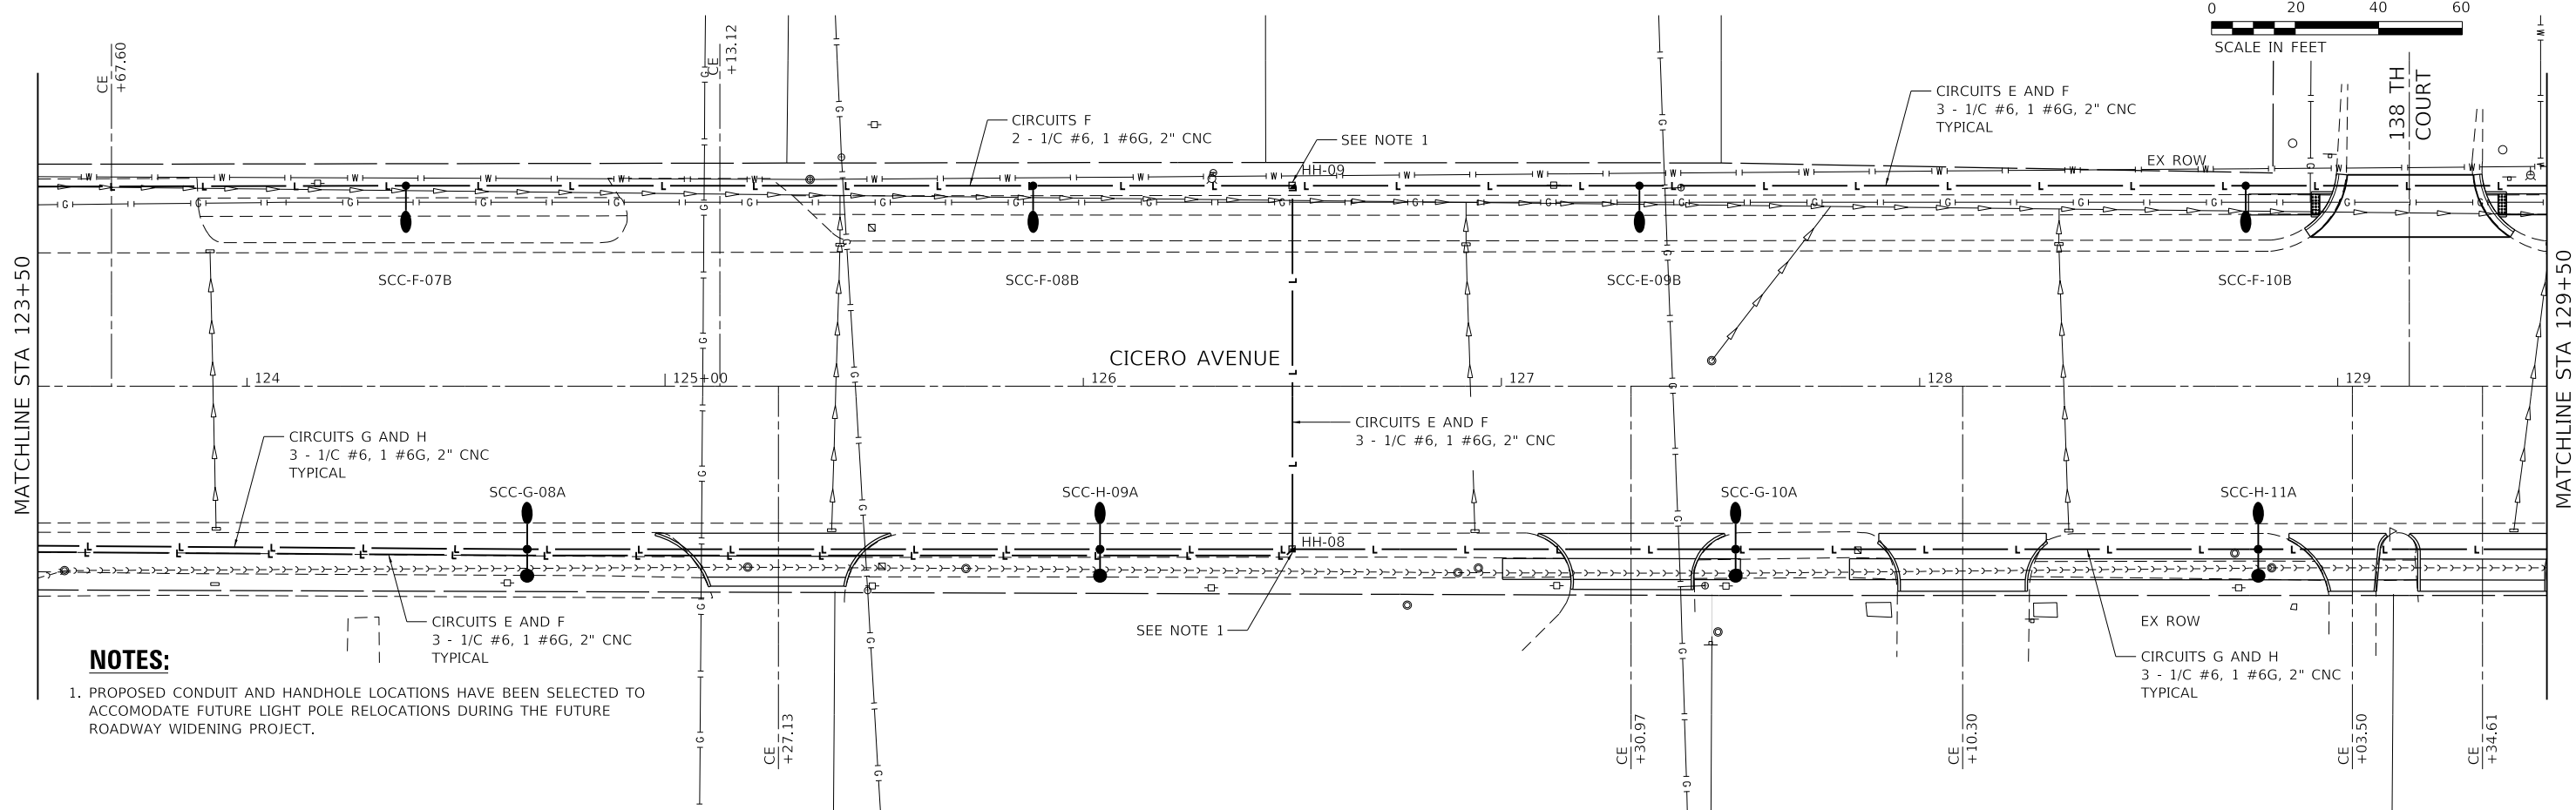 0 20 40 60
SCALE IN FEET
CE
+67.60
CE
+13.12
CIRCUITS F
2 - 1/C #6, 1 #6G, 2" CNC
SEE NOTE 1
HH-09
CIRCUITS E AND F
3 - 1/C #6, 1 #6G, 2" CNC
TYPICAL
EX ROW
138 TH
COURT
MATCHLINE STA 123+50
SCC-F-07B
SCC-F-08B
SCC-E-09B
SCC-F-10B
MATCHLINE STA 129+50
CICERO AVENUE
124
125+00
126
127
128
129
CIRCUITS G AND H
3 - 1/C #6, 1 #6G, 2" CNC
TYPICAL
CIRCUITS E AND F
3 - 1/C #6, 1 #6G, 2" CNC
SCC-G-08A
SCC-H-09A
SCC-G-10A
SCC-H-11A
HH-08
SEE NOTE 1
CIRCUITS E AND F
3 - 1/C #6, 1 #6G, 2" CNC
TYPICAL
EX ROW
CIRCUITS G AND H
3 - 1/C #6, 1 #6G, 2" CNC
TYPICAL
CE
+27.13
CE
+30.97
CE
+10.30
CE
+03.50
CE
+34.61
NOTES:
1. PROPOSED CONDUIT AND HANDHOLE LOCATIONS HAVE BEEN SELECTED TO
ACCOMODATE FUTURE LIGHT POLE RELOCATIONS DURING THE FUTURE
ROADWAY WIDENING PROJECT.